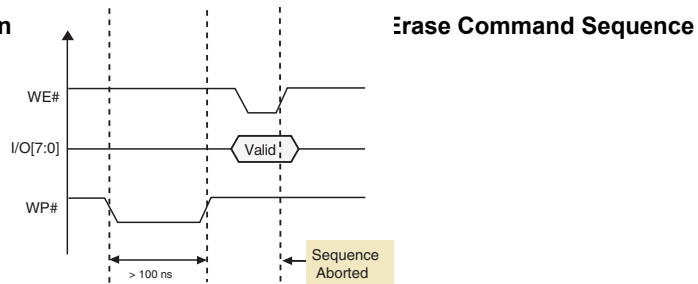 n
Erase Command Sequence
WE#
I/O[7:0]
Valid
WP#
> 100 ns
Sequence
Aborted